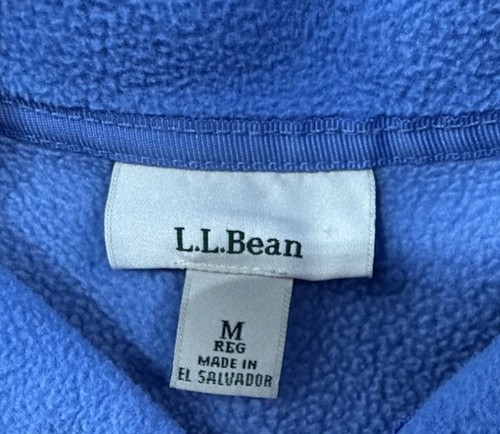 L.L.Bean
M
REG
MADE IN
EL SALVADOR